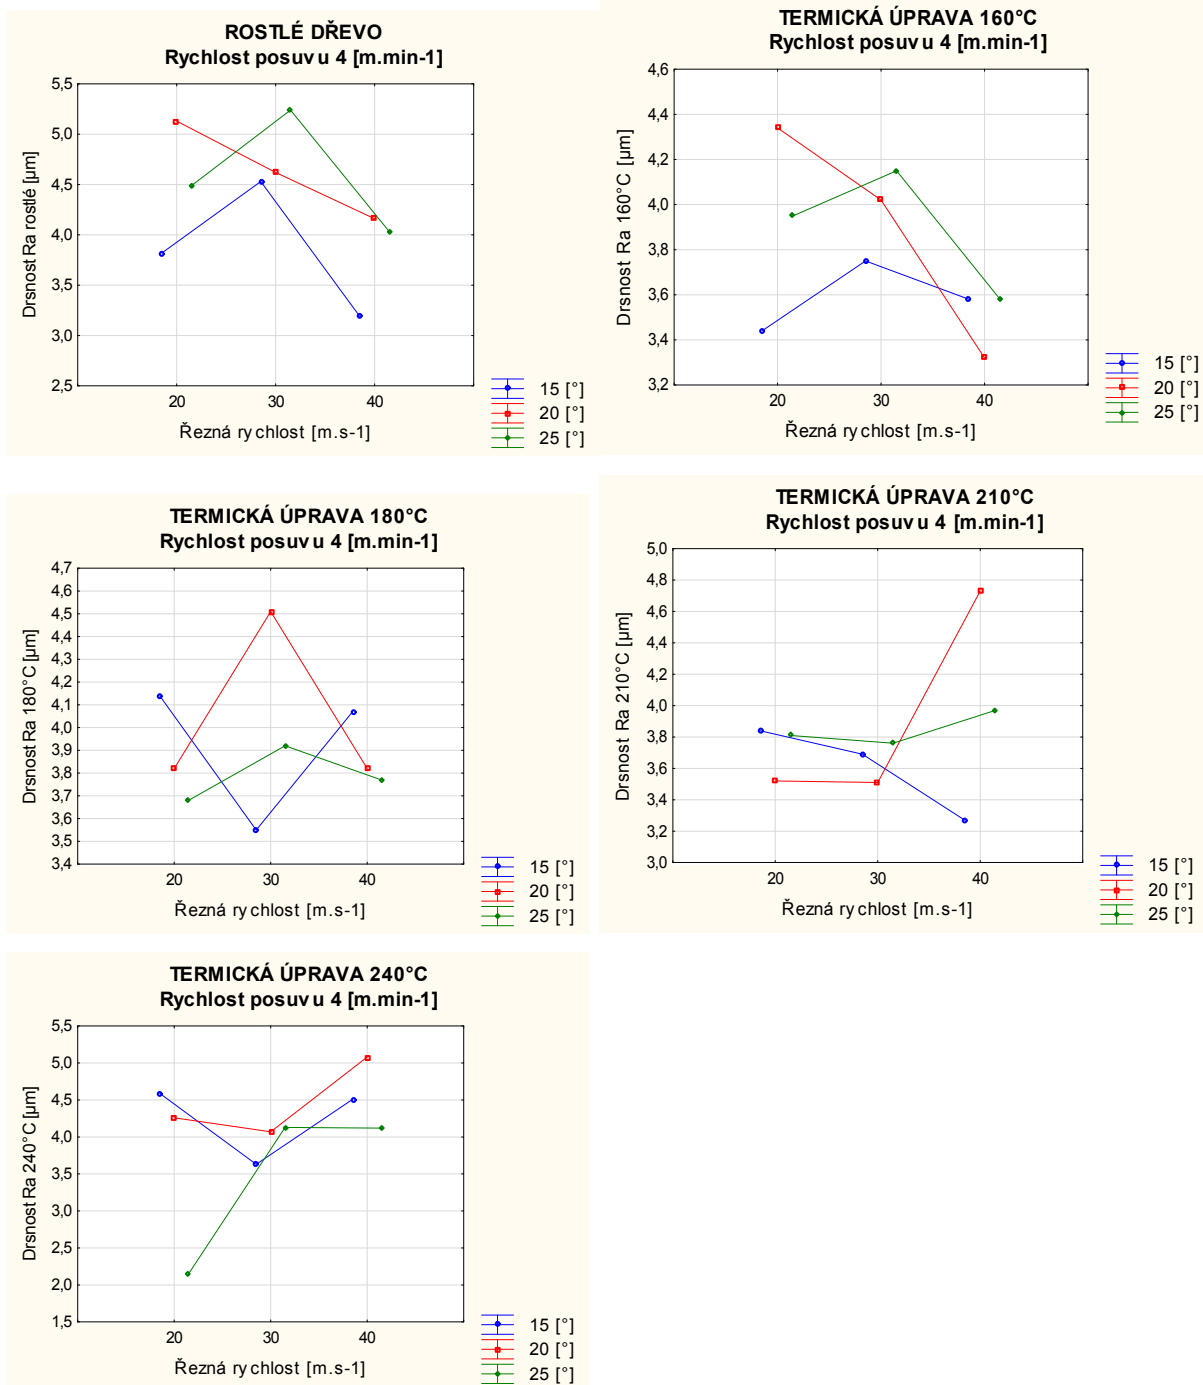 ROSTLÉ DŘEVO
Rychlost posuvu 4 [m.min-1]
Drsnost Ra rostlé [µm]
5,5
5,0
4,5
4,0
3,5
3,0
2,5
20 30 40
Řezná rychlost [m.s-1]
15 [°]
20 [°]
25 [°]
TERMICKÁ ÚPRAVA 160°C
Rychlost posuvu 4 [m.min-1]
Drsnost Ra 160°C [µm]
4,6
4,4
4,2
4,0
3,8
3,6
3,4
3,2
20 30 40
Řezná rychlost [m.s-1]
15 [°]
20 [°]
25 [°]
TERMICKÁ ÚPRAVA 180°C
Rychlost posuvu 4 [m.min-1]
Drsnost Ra 180°C [µm]
4,7
4,6
4,5
4,4
4,3
4,2
4,1
4,0
3,9
3,8
3,7
3,6
3,5
3,4
20 30 40
Řezná rychlost [m.s-1]
15 [°]
20 [°]
25 [°]
TERMICKÁ ÚPRAVA 210°C
Rychlost posuvu 4 [m.min-1]
Drsnost Ra 210°C [µm]
5,0
4,8
4,6
4,4
4,2
4,0
3,8
3,6
3,4
3,2
3,0
20 30 40
Řezná rychlost [m.s-1]
15 [°]
20 [°]
25 [°]
TERMICKÁ ÚPRAVA 240°C
Rychlost posuvu 4 [m.min-1]
Drsnost Ra 240°C [µm]
5,5
5,0
4,5
4,0
3,5
3,0
2,5
2,0
1,5
20 30 40
Řezná rychlost [m.s-1]
15 [°]
20 [°]
25 [°]